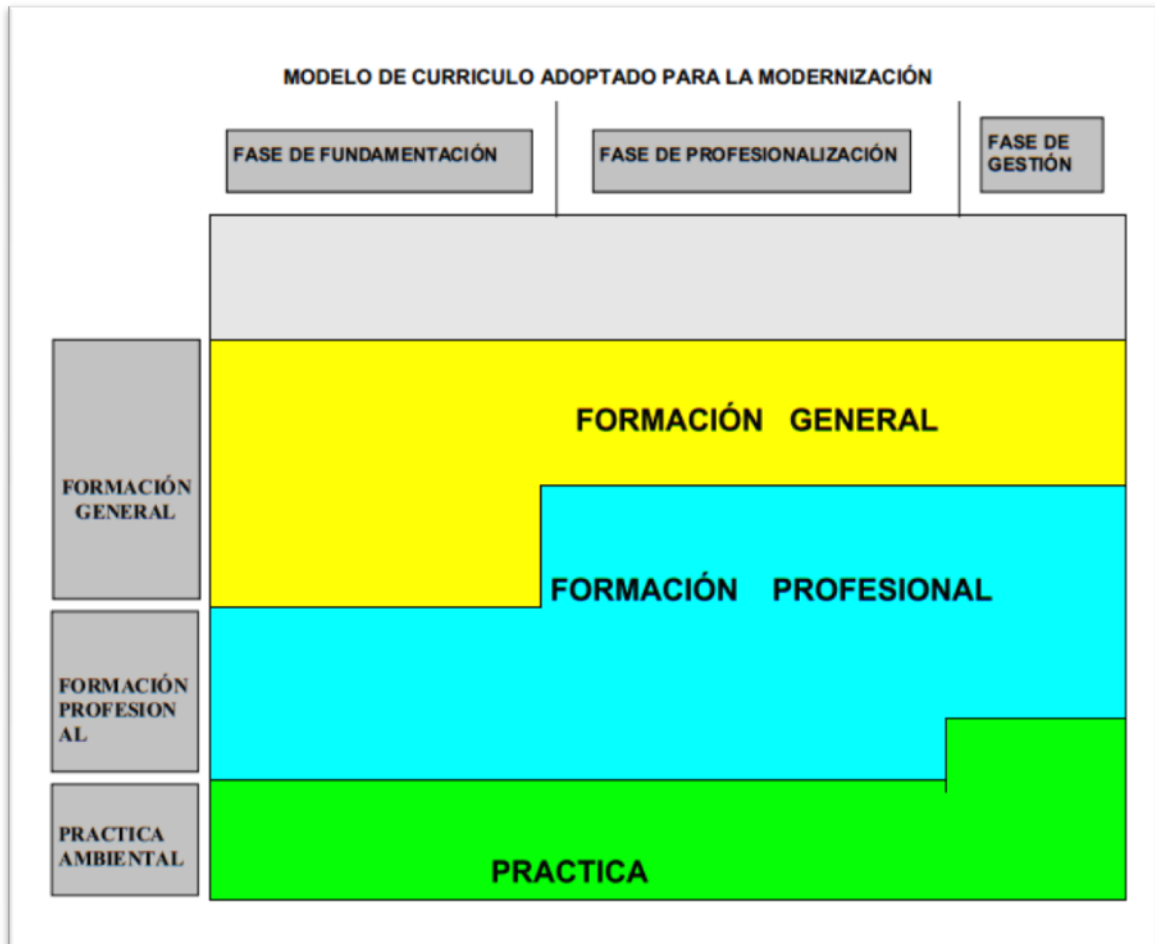 MODELO DE CURRICULO ADOPTADO PARA LA MODERNIZACIÓN
FASE DE FUNDAMENTACIÓN
FASE DE PROFESIONALIZACIÓN
FASE DE
GESTIÓN
FORMACIÓN GENERAL
FORMACIÓN
GENERAL
FORMACIÓN PROFESIONAL
FORMACIÓN
PROFESION
AL
PRACTICA
AMBIENTAL
PRACTICA